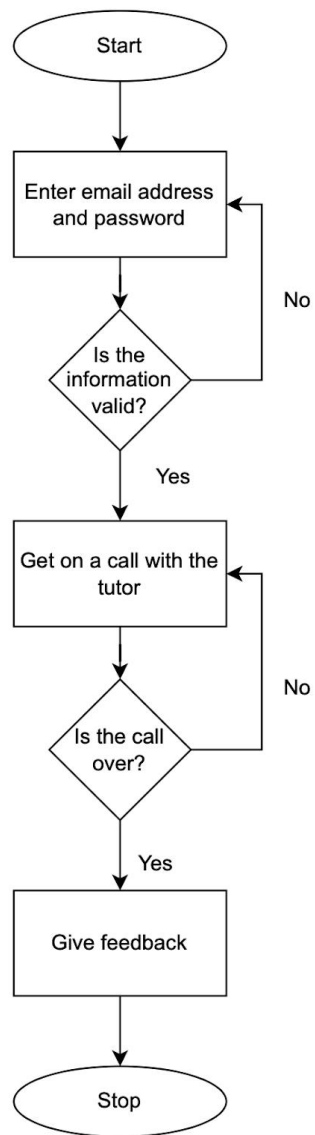 Start
Enter email address
and password
No
Is the
information
valid?
Yes
Get on a call with the
tutor
No
Is the call
over?
Yes
Give feedback
Stop